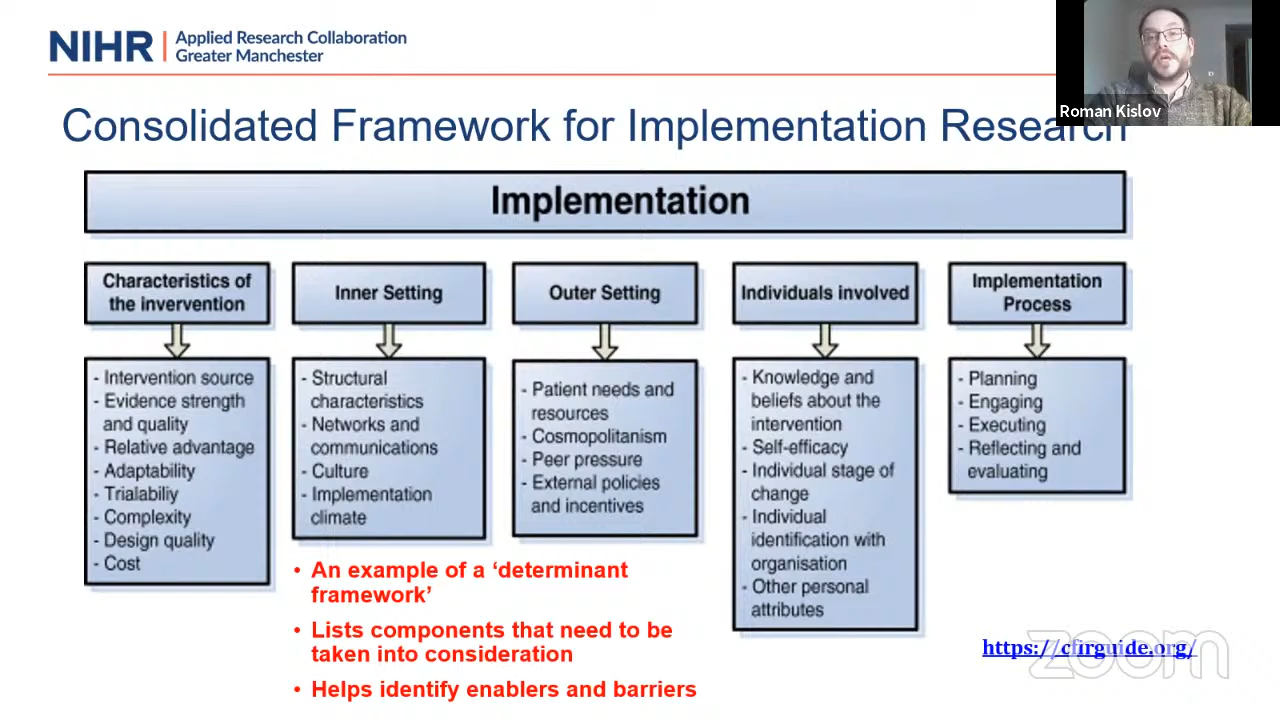 NIHR
Applied Research Collaboration
Greater Manchester
Roman Kislov
Consolidated Framework for Implementation Research
Implementation
Characteristics of
the invervention
- Intervention source
- Evidence strength
and quality
- Relative advantage
- Adaptability
- Trialabiliy
- Complexity
- Design quality
- Cost
Inner Setting
- Structural
characteristics
- Networks and
communications
- Culture
- Implementation
climate
Outer Setting
- Patient needs and
resources
- Cosmopolitanism
- Peer pressure
- External policies
and incentives
Individuals involved
- Knowledge and
beliefs about the
intervention
- Self-efficacy
- Individual stage of
change
- Individual
identification with
organisation
- Other personal
attributes
Implementation
Process
- Planning
- Engaging
- Executing
- Reflecting and
evaluating
• An example of a ‘determinant
framework’
• Lists components that need to be
taken into consideration
• Helps identify enablers and barriers
https://cfirguide.org/
zoom